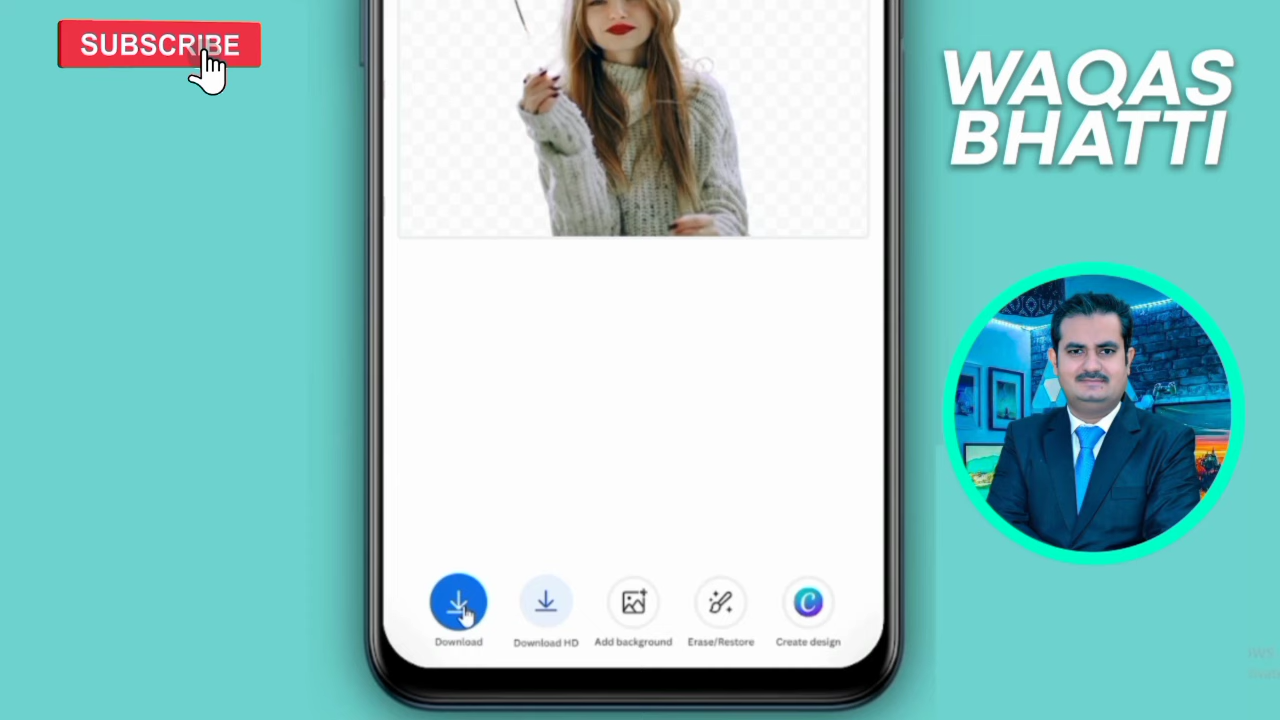 SUBSCRIBE
WAQAS
BHATTI
Download
Download HD
Add background
Erase/Restore
Create design